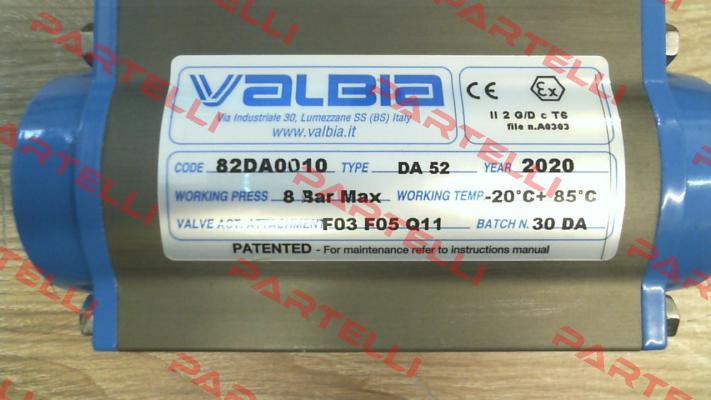 VALBIA
Via Industriale 30, Lumezzane SS (BS) Italy
www.valbia.it
CE Ex
II 2 G/D c T6
file n.A0303
CODE 82DA0010 TYPE DA 52 YEAR 2020
WORKING PRESS 8 Bar Max WORKING TEMP -20°C+ 85°C
VALVE ACT. ATTACHMENT F03 F05 Q11 BATCH N. 30 DA
PATENTED - For maintenance refer to instructions manual
PARTELLI
PARTELLI
PARTELLI
PARTELLI
PARTELLI
PARTELLI